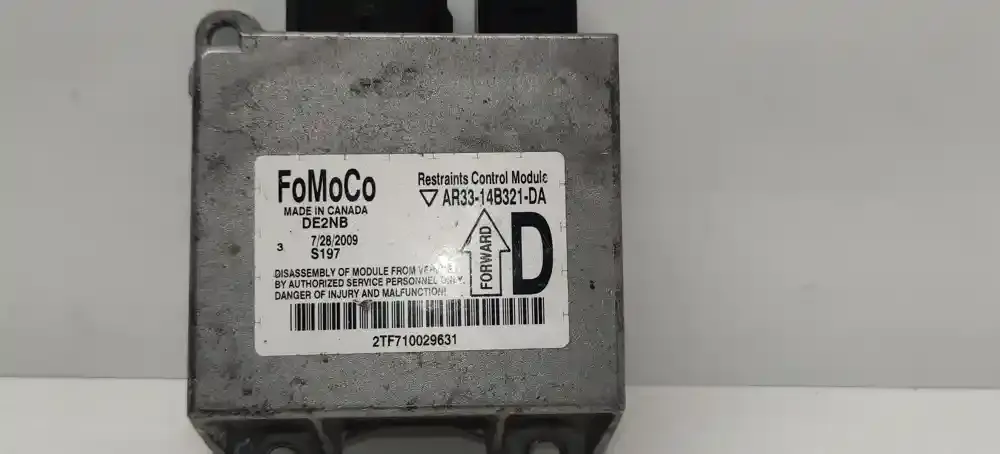 FoMoCo
MADE IN CANADA
DE2NB
3 7/28/2009
S197
Restraints Control Module
AR33-14B321-DA
FORWARD
D
DISASSEMBLY OF MODULE FROM VEHICLE
BY AUTHORIZED SERVICE PERSONNEL ONLY.
DANGER OF INJURY AND MALFUNCTION!
2TF710029631